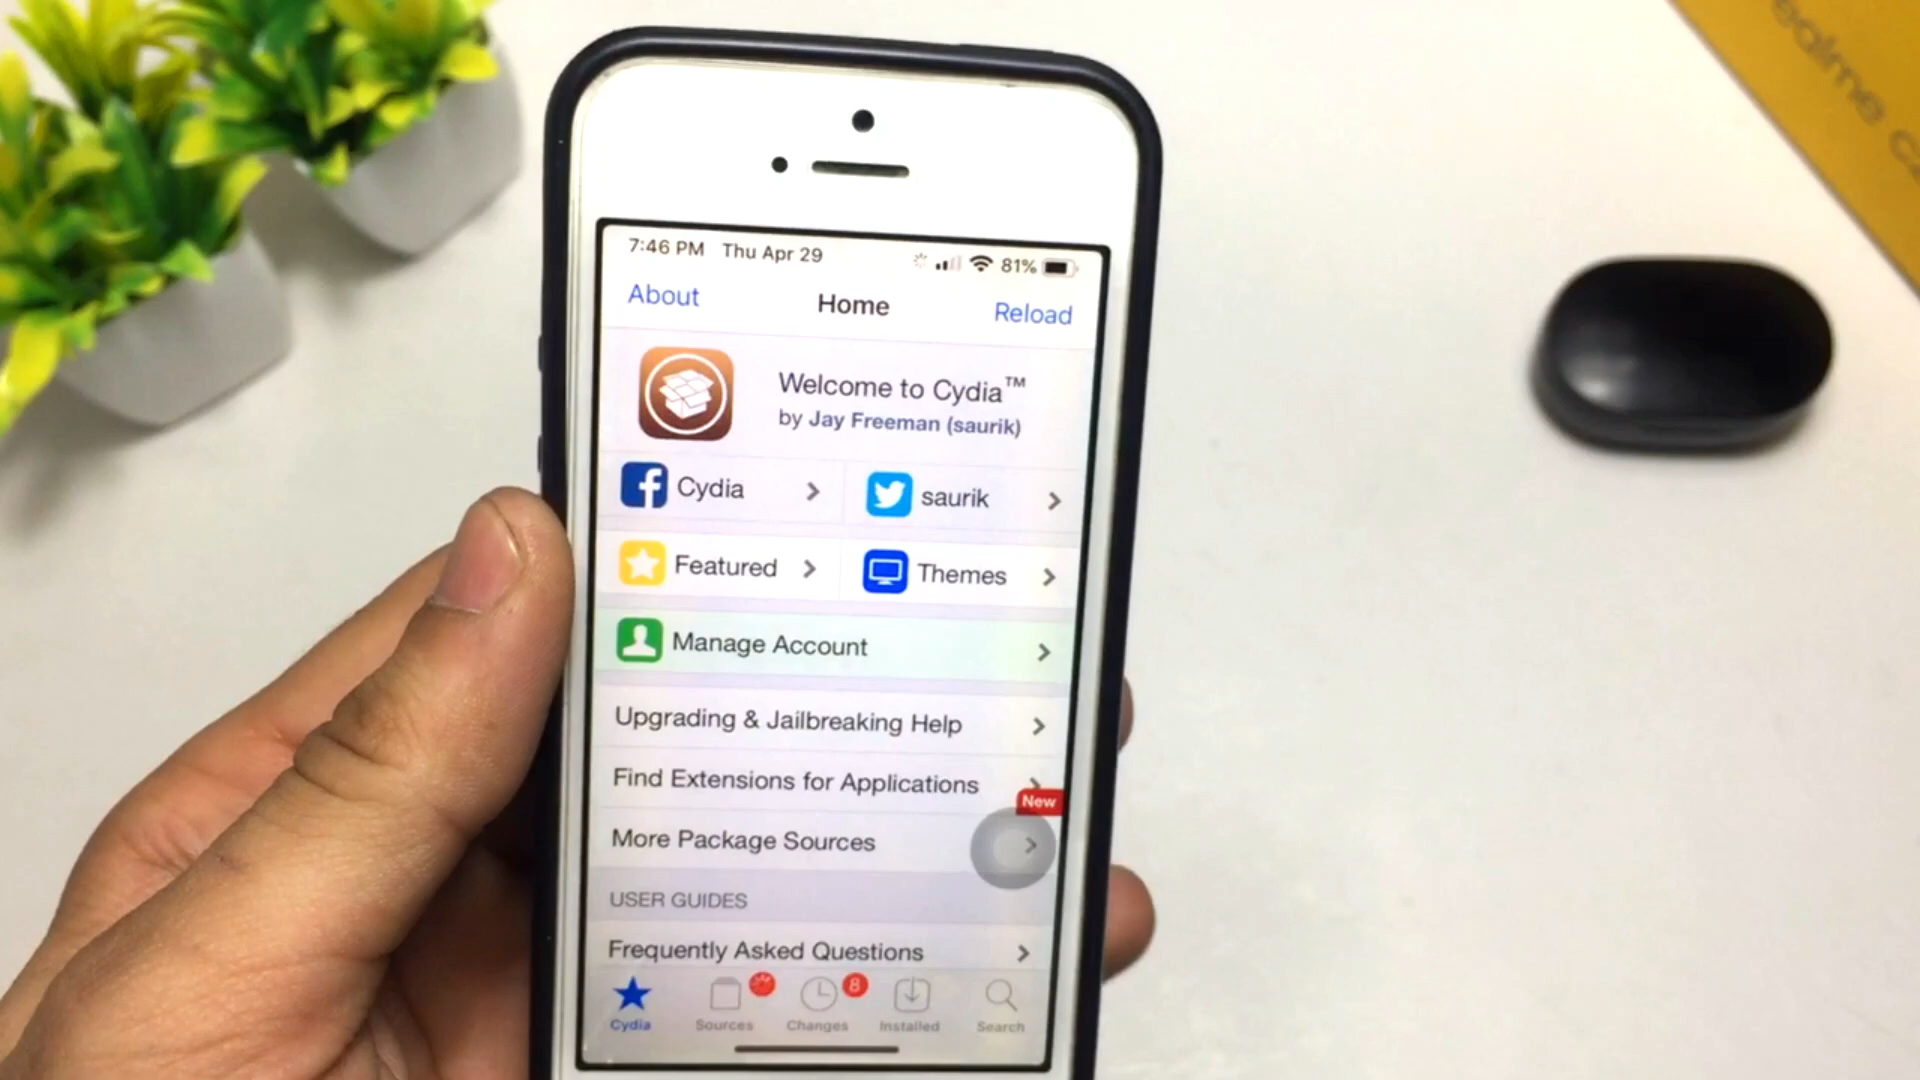 realme
7:46 PM Thu Apr 29 81%
About Home Reload
Welcome to Cydia™
by Jay Freeman (saurik)
Cydia saurik
Featured Themes
Manage Account
Upgrading & Jailbreaking Help
Find Extensions for Applications
New
More Package Sources
USER GUIDES
Frequently Asked Questions
8
Cydia Sources Changes Installed Search